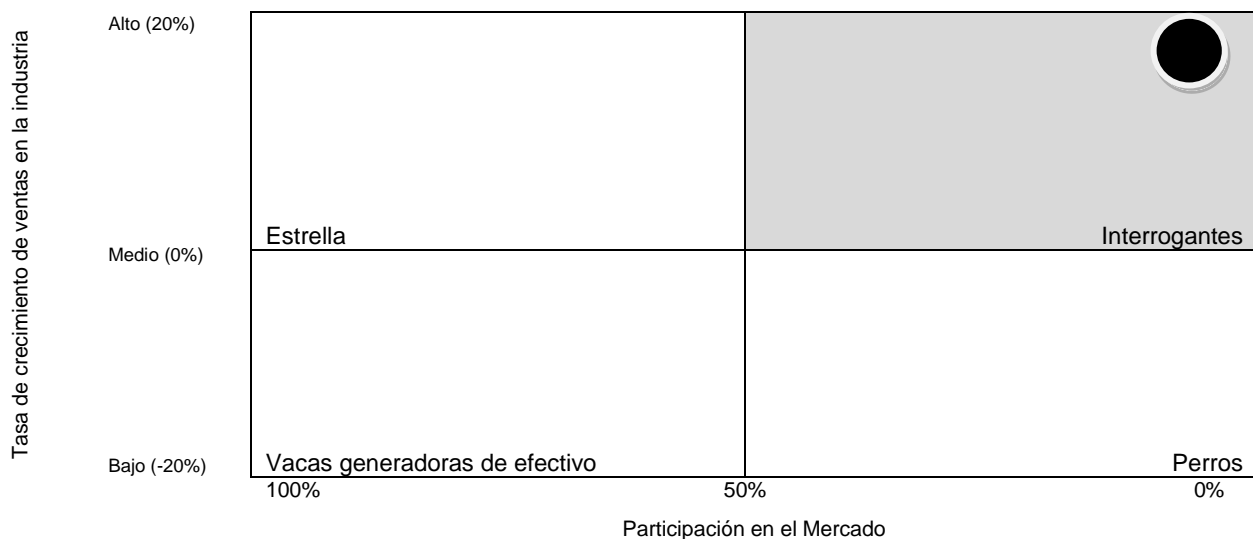 Tasa de crecimiento de ventas en la industria
Alto (20%)
Estrella
Interrogantes
Medio (0%)
Vacas generadoras de efectivo
Perros
Bajo (-20%)
100%
50%
0%
Participación en el Mercado